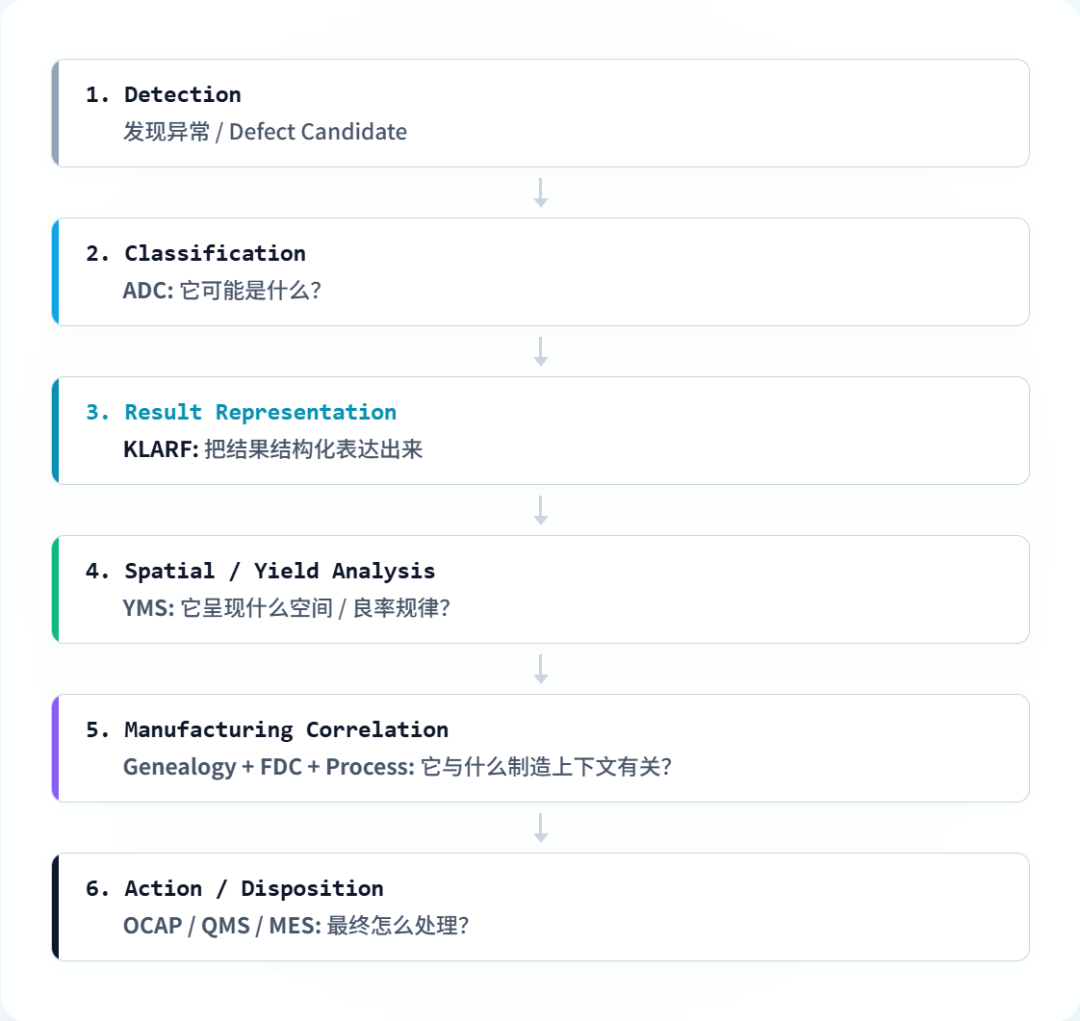 1. Detection
发现异常 / Defect Candidate
2. Classification
ADC: 它可能是什么？
3. Result Representation
KLARF: 把结果结构化表达出来
4. Spatial / Yield Analysis
YMS: 它呈现什么空间 / 良率规律？
5. Manufacturing Correlation
Genealogy + FDC + Process: 它与什么制造上下文有关？
6. Action / Disposition
OCAP / QMS / MES: 最终怎么处理？